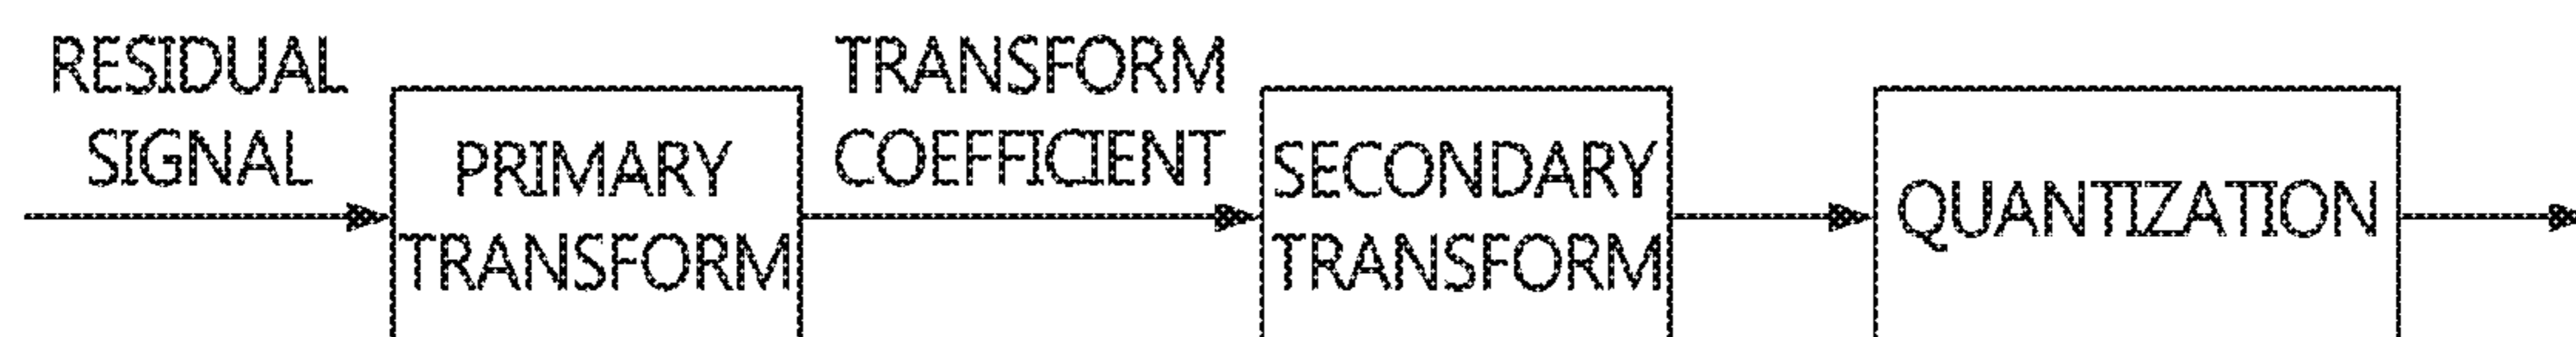 RESIDUAL
SIGNAL
PRIMARY
TRANSFORM
TRANSFORM
COEFFICIENT
SECONDARY
TRANSFORM
QUANTIZATION